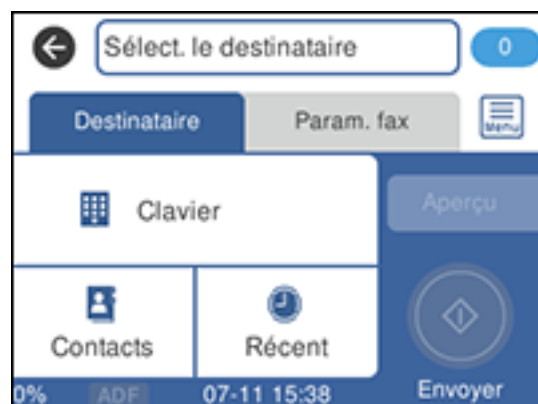 Sélect. le destinataire 0
Destinataire Param. fax Menu
Clavier Aperçu
Contacts Récent
0% ADF 07-11 15:38 Envoyer